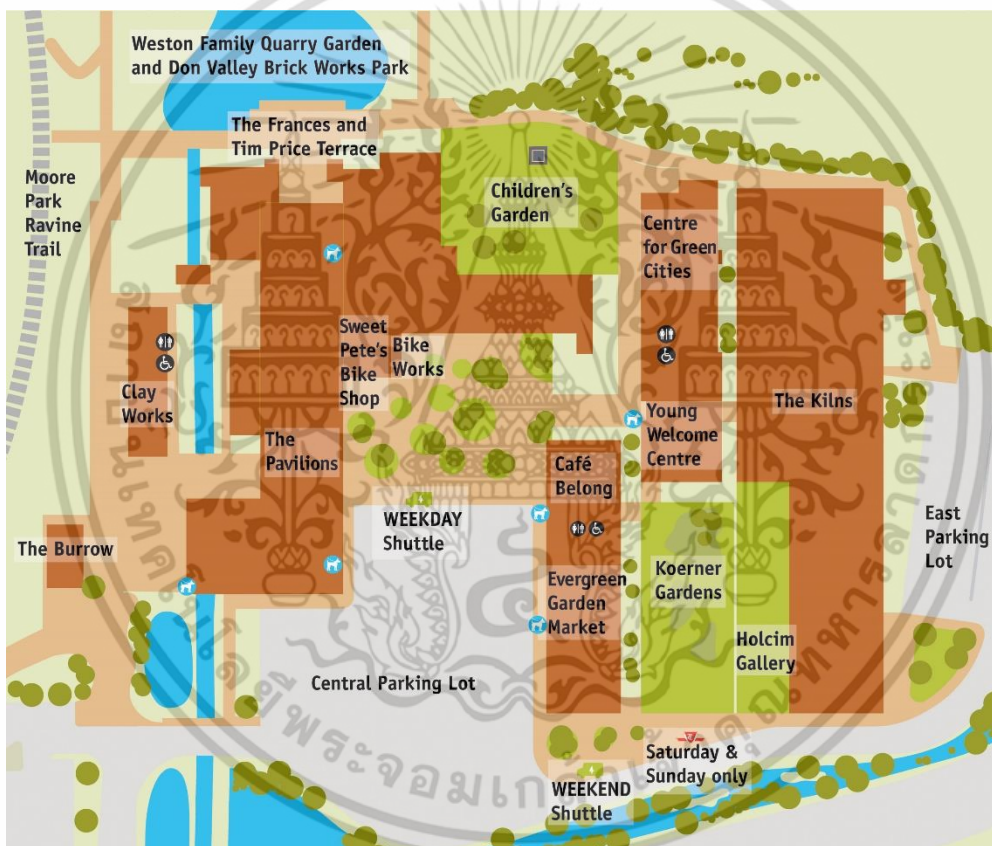 Weston Family Quarry Garden
and Don Valley Brick Works Park
The Frances and
Tim Price Terrace
Moore
Park
Ravine
Trail
Children's
Garden
Centre
for Green
Cities
Sweet
Pete's
Bike
Shop
Bike
Works
Clay
Works
The Kilns
The
Pavilions
Young
Welcome
Centre
Café
Belong
WEEKDAY
Shuttle
The Burrow
East
Parking
Lot
Koerner
Gardens
Evergreen
Garden
Market
Holcim
Gallery
Central Parking Lot
Saturday &
Sunday only
WEEKEND
Shuttle